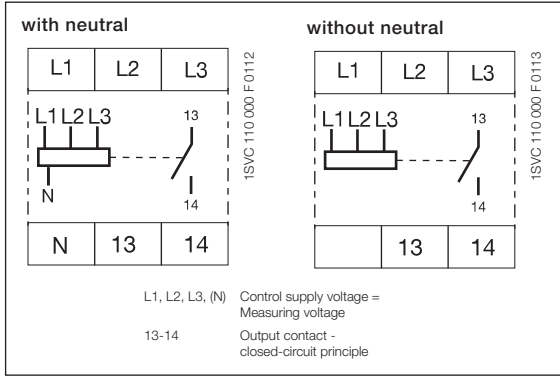 with neutral
L1 L2 L3
L1 L2 L3
13
14
N
N 13 14
1SVC 110 000 F 0112
without neutral
L1 L2 L3
L1 L2 L3
13
14
13 14
1SVC 110 000 F 0113
L1, L2, L3, (N) Control supply voltage =
Measuring voltage
13-14 Output contact -
closed-circuit principle